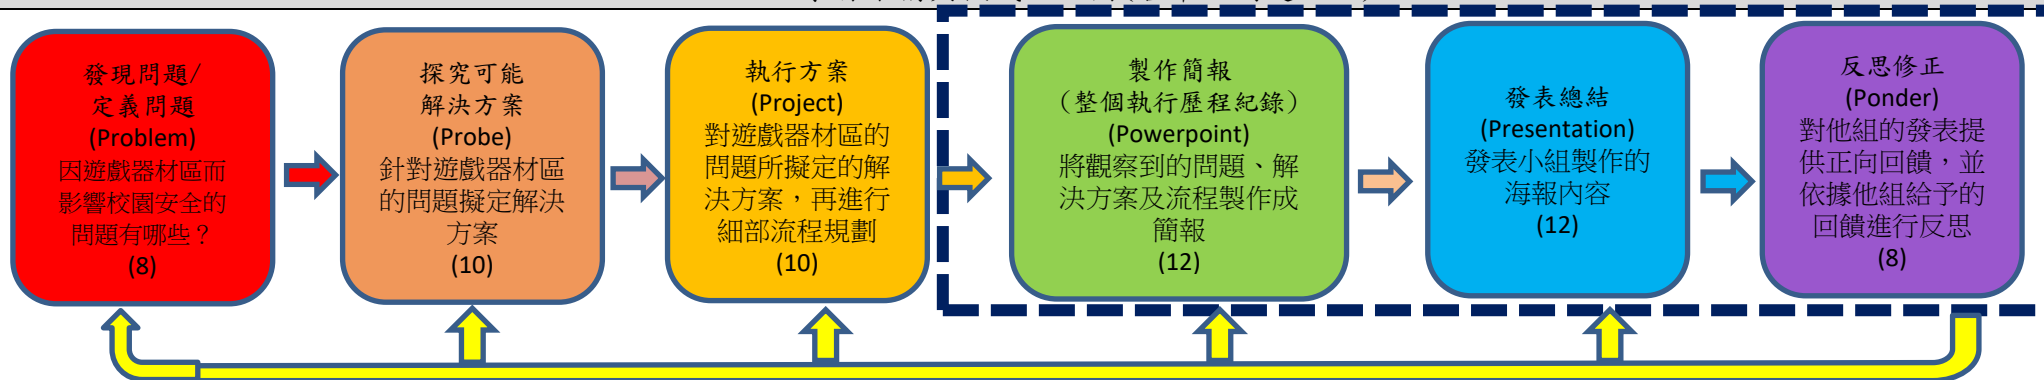 發現問題/
定義問題
(Problem)
因遊戲器材區而
影響校園安全的
問題有哪些？
(8)
探究可能
解決方案
(Probe)
針對遊戲器材區
的問題擬定解決
方案
(10)
執行方案
(Project)
對遊戲器材區的
問題所擬定的解
決方案，再進行
細部流程規劃
(10)
製作簡報
（整個執行歷程紀錄）
(Powerpoint)
將觀察到的問題、解
決方案及流程製作成
簡報
(12)
發表總結
(Presentation)
發表小組製作的
海報內容
(12)
反思修正
(Ponder)
對他組的發表提
供正向回饋，並
依據他組給予的
回饋進行反思
(8)